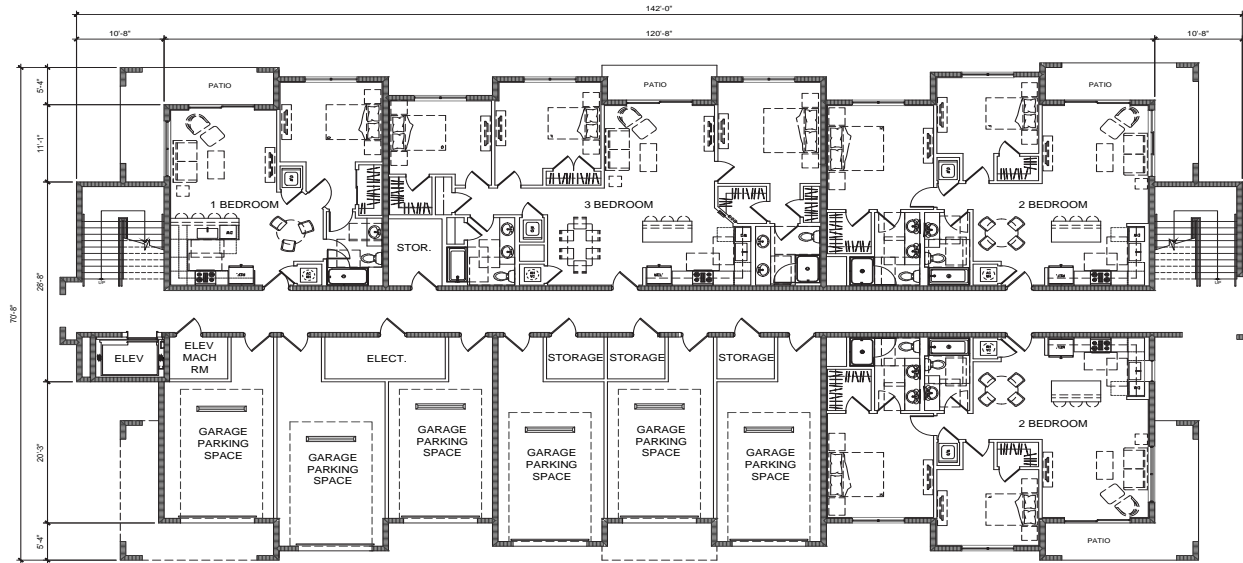 142'-0"
10'-8"
120'-8"
10'-8"
PATIO
PATIO
PATIO
5'-4"
11'-1"
28'-8"
70'-8"
20'-3"
5'-4"
1 BEDROOM
3 BEDROOM
2 BEDROOM
STOR.
ELEV
ELEV
MACH
RM
ELECT.
STORAGE
STORAGE
STORAGE
GARAGE
PARKING
SPACE
GARAGE
PARKING
SPACE
GARAGE
PARKING
SPACE
GARAGE
PARKING
SPACE
GARAGE
PARKING
SPACE
GARAGE
PARKING
SPACE
2 BEDROOM
PATIO